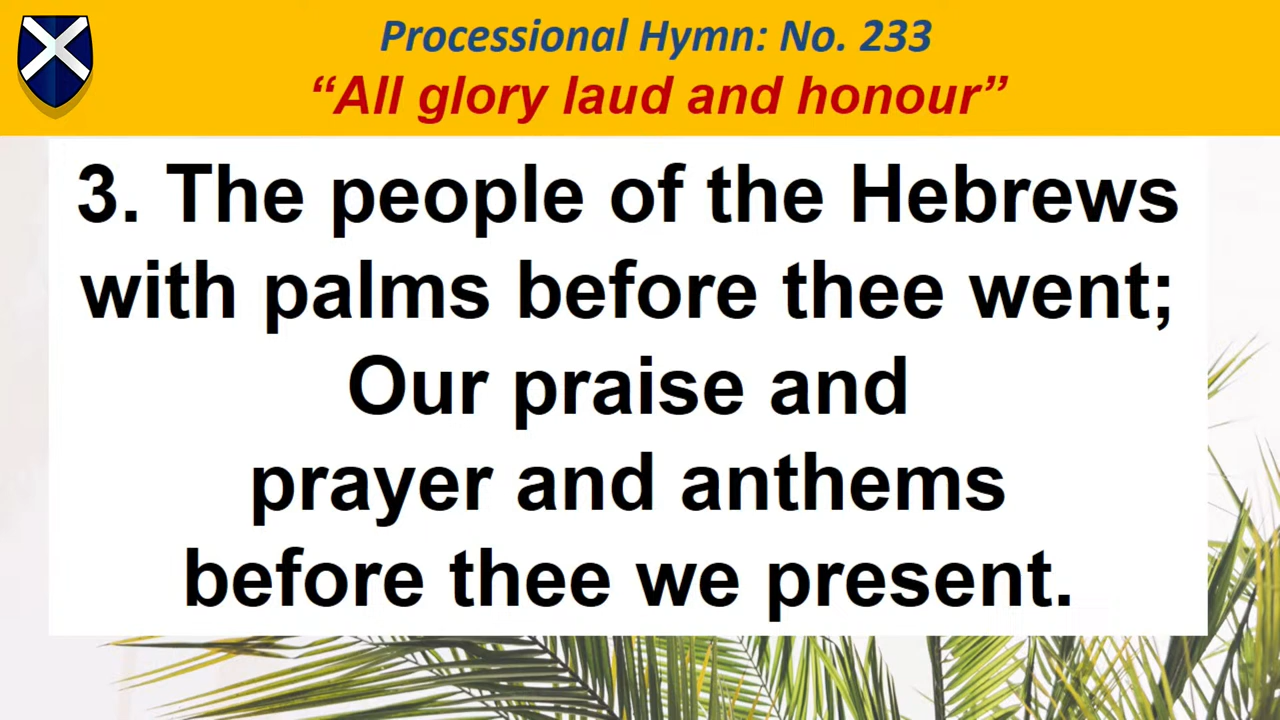 Processional Hymn: No. 233
“All glory laud and honour”
3. The people of the Hebrews
with palms before thee went;
Our praise and
prayer and anthems
before thee we present.